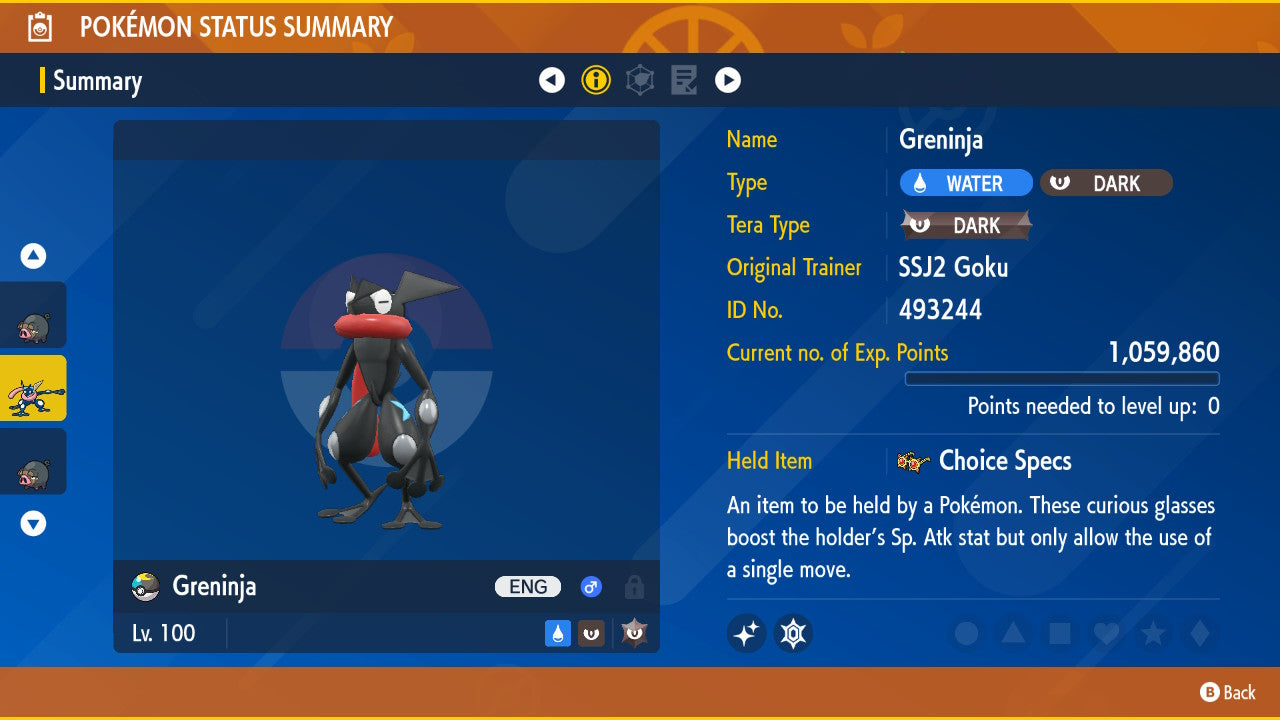 POKÉMON STATUS SUMMARY
Summary
Name Greninja
Type WATER DARK
Tera Type DARK
Original Trainer SSJ2 Goku
ID No. 493244
Current no. of Exp. Points 1,059,860
Points needed to level up: 0
Held Item Choice Specs
An item to be held by a Pokémon. These curious glasses
boost the holder's Sp. Atk stat but only allow the use of
a single move.
Greninja ENG
Lv. 100
B Back